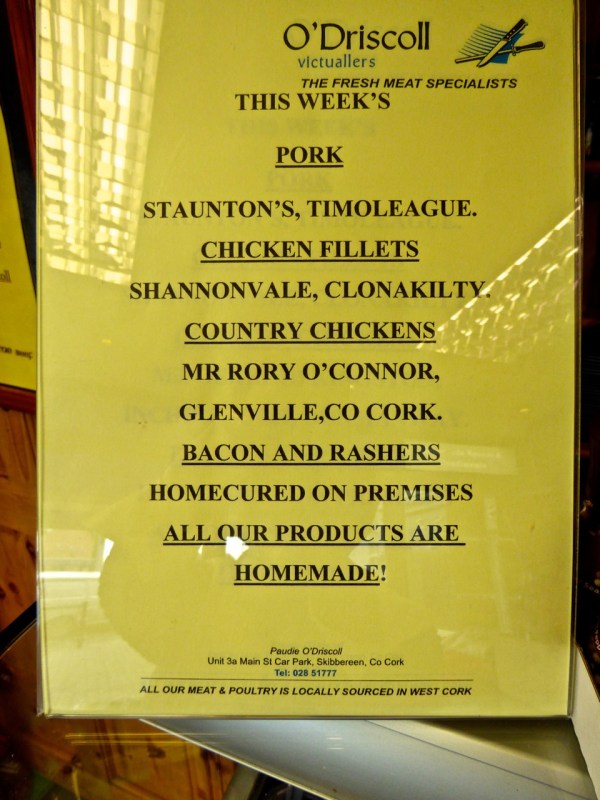 O'Driscoll
victuallers
THE FRESH MEAT SPECIALISTS
THIS WEEK'S
PORK
STAUNTON'S, TIMOLEAGUE.
CHICKEN FILLETS
SHANNONVALE, CLONAKILTY.
COUNTRY CHICKENS
MR RORY O'CONNOR,
GLENVILLE,CO CORK.
BACON AND RASHERS
HOMECURED ON PREMISES
ALL OUR PRODUCTS ARE
HOMEMADE!
Paudie O'Driscoll
Unit 3a Main St Car Park, Skibbereen, Co Cork
Tel: 028 51777
ALL OUR MEAT & POULTRY IS LOCALLY SOURCED IN WEST CORK